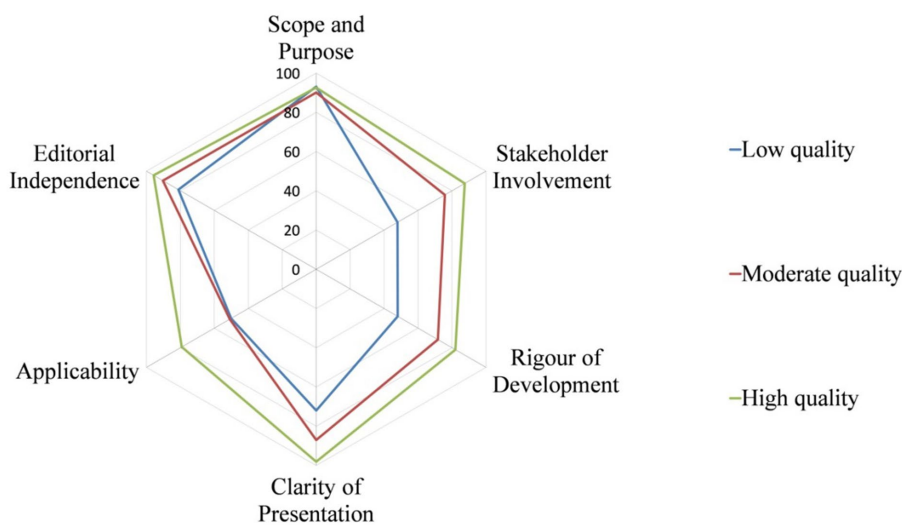 Scope and
Purpose
100
80
60
40
20
0
Editorial
Independence
Stakeholder
Involvement
Applicability
Rigour of
Development
Clarity of
Presentation
Low quality
Moderate quality
High quality